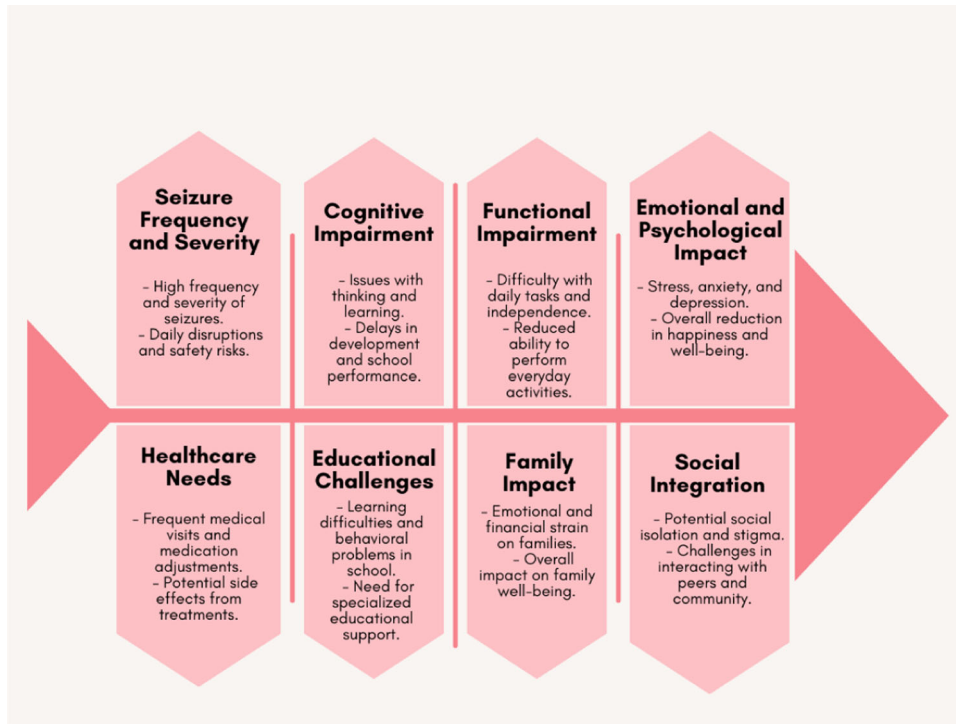 Seizure
Frequency
and Severity
- High frequency
and severity of
seizures.
- Daily disruptions
and safety risks.
Cognitive
Impairment
- Issues with
thinking and
learning.
- Delays in
development
and school
performance.
Functional
Impairment
- Difficulty with
daily tasks and
independence.
- Reduced
ability to
perform
everyday
activities.
Emotional and
Psychological
Impact
- Stress, anxiety, and
depression.
- Overall reduction
in happiness and
well-being.
Healthcare
Needs
- Frequent medical
visits and
medication
adjustments.
- Potential side
effects from
treatments.
Educational
Challenges
- Learning
difficulties and
behavioral
problems in
school.
- Need for
specialized
educational
support.
Family
Impact
- Emotional and
financial strain
on families.
- Overall
impact on family
well-being.
Social
Integration
- Potential social
isolation and stigma.
- Challenges in
interacting with
peers and
community.